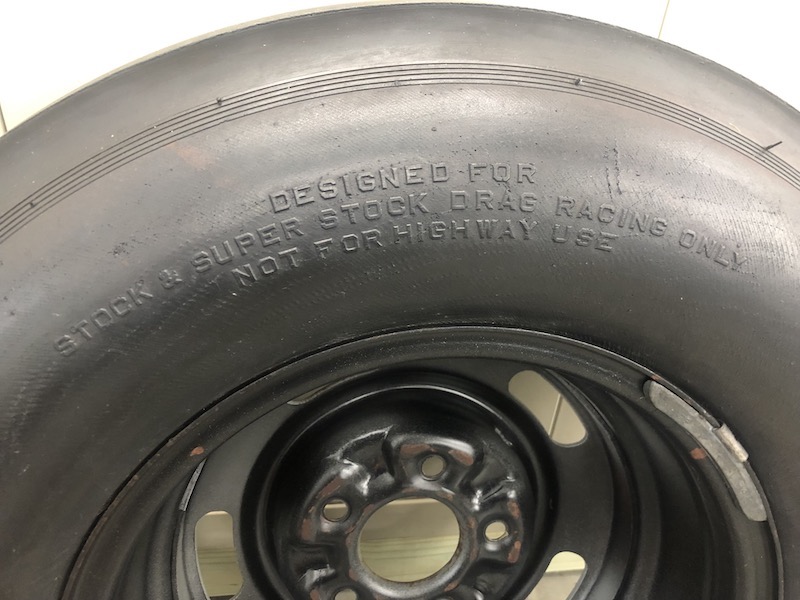 DESIGNED FOR
STOCK & SUPER STOCK DRAG RACING ONLY
NOT FOR HIGHWAY USE